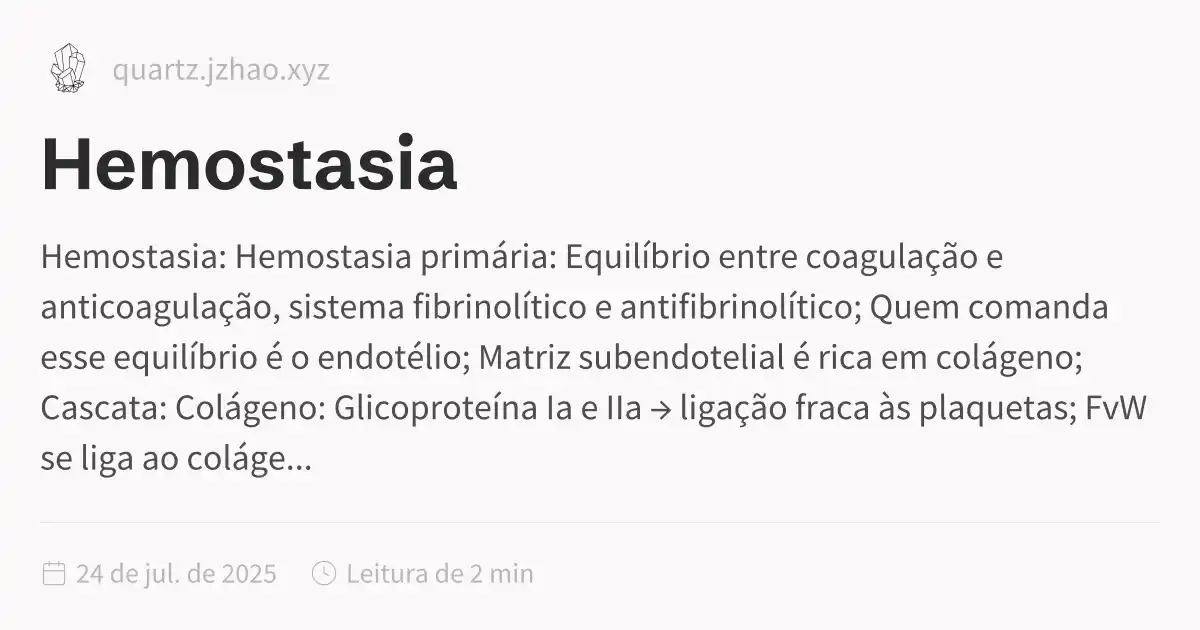 quartz.jzhao.xyz
Hemostasia
Hemostasia: Hemostasia primária: Equilíbrio entre coagulação e
anticoagulação, sistema fibrinolítico e antifibrinolítico; Quem comanda
esse equilíbrio é o endotélio; Matriz subendotelial é rica em colágeno;
Cascata: Colágeno: Glicoproteína Ia e IIa → ligação fraca às plaquetas; FvW
se liga ao coláge...
24 de jul. de 2025 Leitura de 2 min